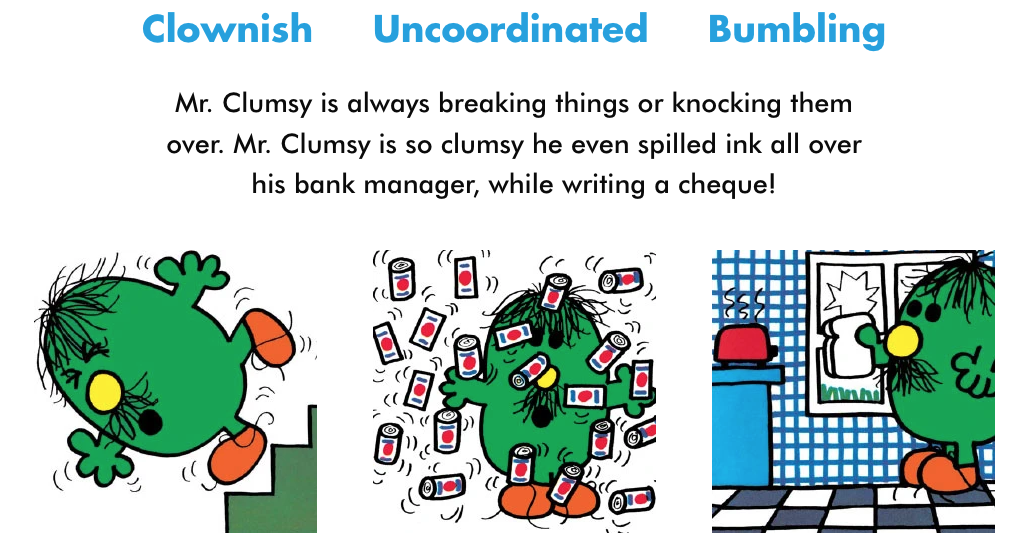 Clownish Uncoordinated Bumbling
Mr. Clumsy is always breaking things or knocking them
over. Mr. Clumsy is so clumsy he even spilled ink all over
his bank manager, while writing a cheque!